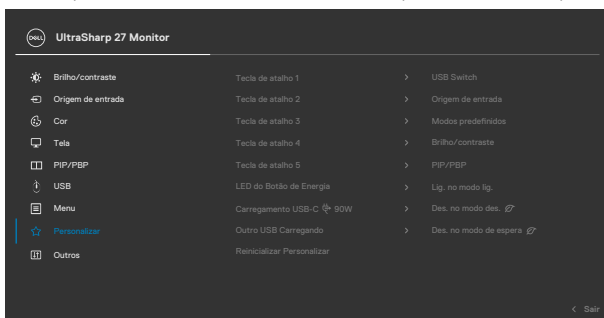 DELL UltraSharp 27 Monitor
Brilho/contraste Tecla de atalho 1 > USB Switch
Origem de entrada Tecla de atalho 2 > Origem de entrada
Cor Tecla de atalho 3 > Modos predefinidos
Tela Tecla de atalho 4 > Brilho/contraste
PIP/PBP Tecla de atalho 5 > PIP/PBP
USB LED do Botão de Energia > Lig. no modo lig.
Menu Carregamento USB-C 90W > Des. no modo des.
Personalizar Outro USB Carregando > Des. no modo de espera
Outros Reinicializar Personalizar
< Sair